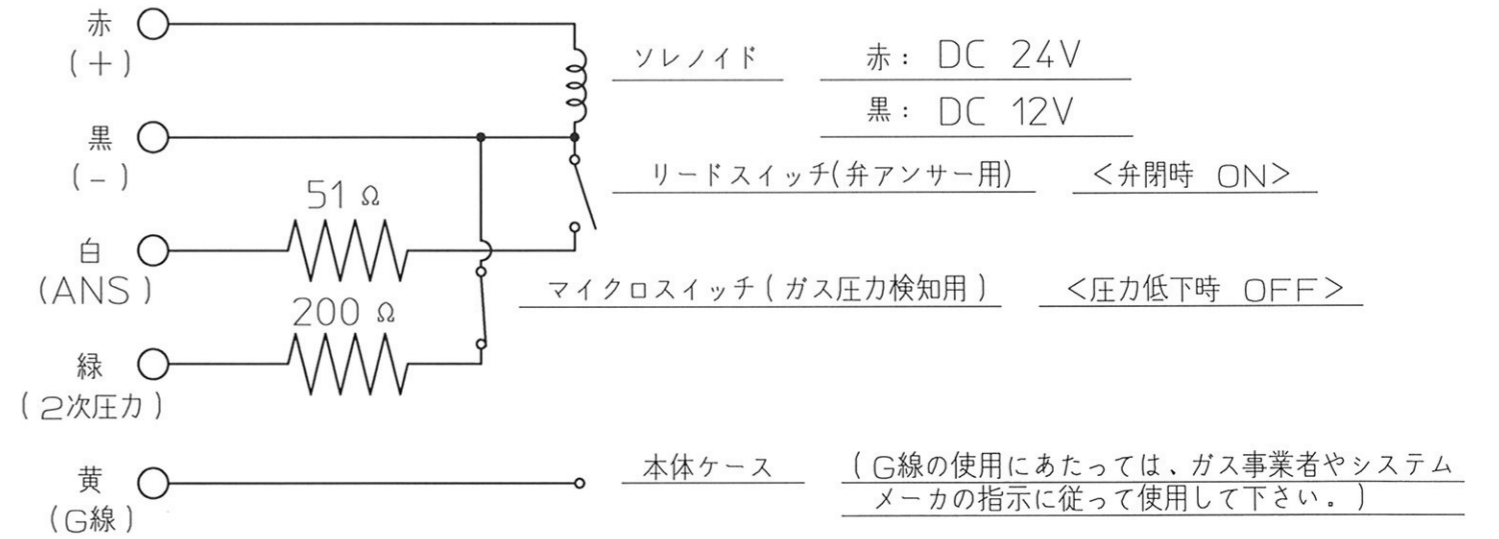 赤
(+)
ソレノイド
赤: DC 24V
黒: DC 12V
黒
(-)
リードスイッチ(弁アンサー用)
<弁閉時 ON>
51 Ω
白
(ANS)
マイクロスイッチ(ガス圧力検知用)
<圧力低下時 OFF>
200 Ω
緑
(2次圧力)
黄
(G線)
本体ケース
(G線の使用にあたっては、ガス事業者やシステム
メーカの指示に従って使用して下さい。)